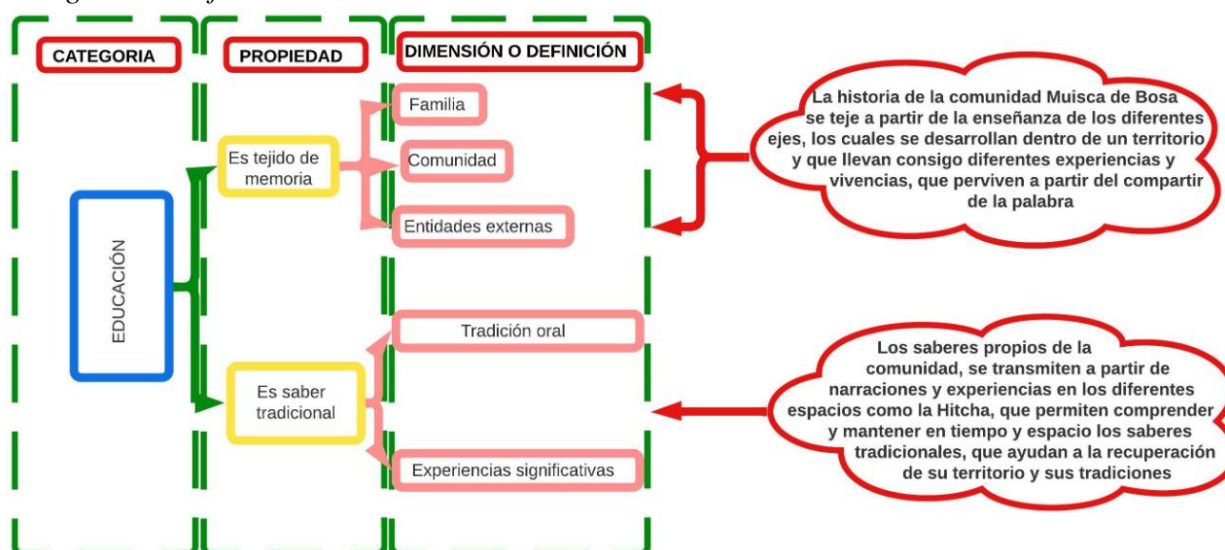 CATEGORIA
PROPIEDAD
DIMENSIÓN O DEFINICIÓN
EDUCACIÓN
Es tejido de
memoria
Familia
Comunidad
Entidades externas
Es saber
tradicional
Tradición oral
Experiencias significativas
La historia de la comunidad Muisca de Bosa
se teje a partir de la enseñanza de los diferentes
ejes, los cuales se desarrollan dentro de un territorio
y que llevan consigo diferentes experiencias y
vivencias, que perviven a partir del compartir
de la palabra
Los saberes propios de la
comunidad, se transmiten a partir de
narraciones y experiencias en los diferentes
espacios como la Hitcha, que permiten comprender
y mantener en tiempo y espacio los saberes
tradicionales, que ayudan a la recuperación
de su territorio y sus tradiciones